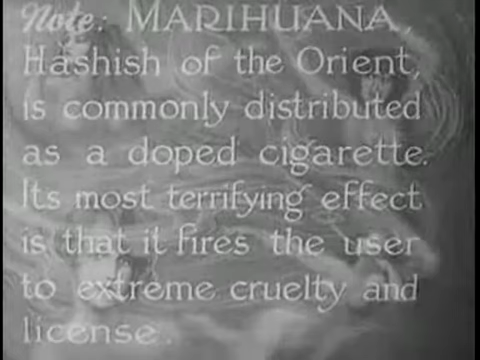 Note: MARIHUANA,
Hashish of the Orient,
is commonly distributed
as a doped cigarette.
Its most terrifying effect
is that it fires the user
to extreme cruelty and
license.